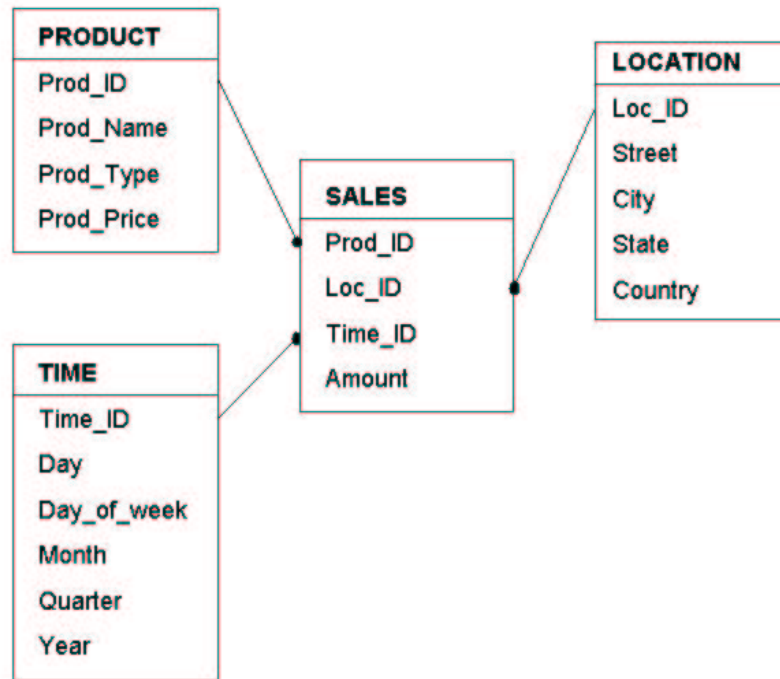 PRODUCT
Prod_ID
Prod_Name
Prod_Type
Prod_Price
TIME
Time_ID
Day
Day_of_week
Month
Quarter
Year
SALES
Prod_ID
Loc_ID
Time_ID
Amount
LOCATION
Loc_ID
Street
City
State
Country